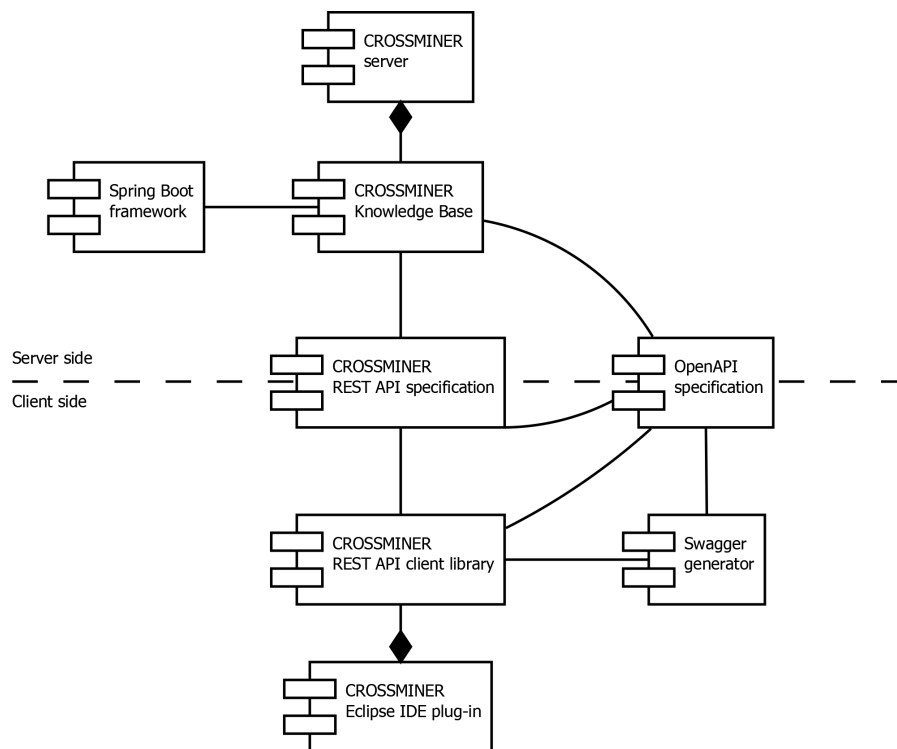 CROSSMINER
server
Spring Boot
framework
CROSSMINER
Knowledge Base
Server side
Client side
CROSSMINER
REST API specification
OpenAPI
specification
CROSSMINER
REST API client library
Swagger
generator
CROSSMINER
Eclipse IDE plug-in